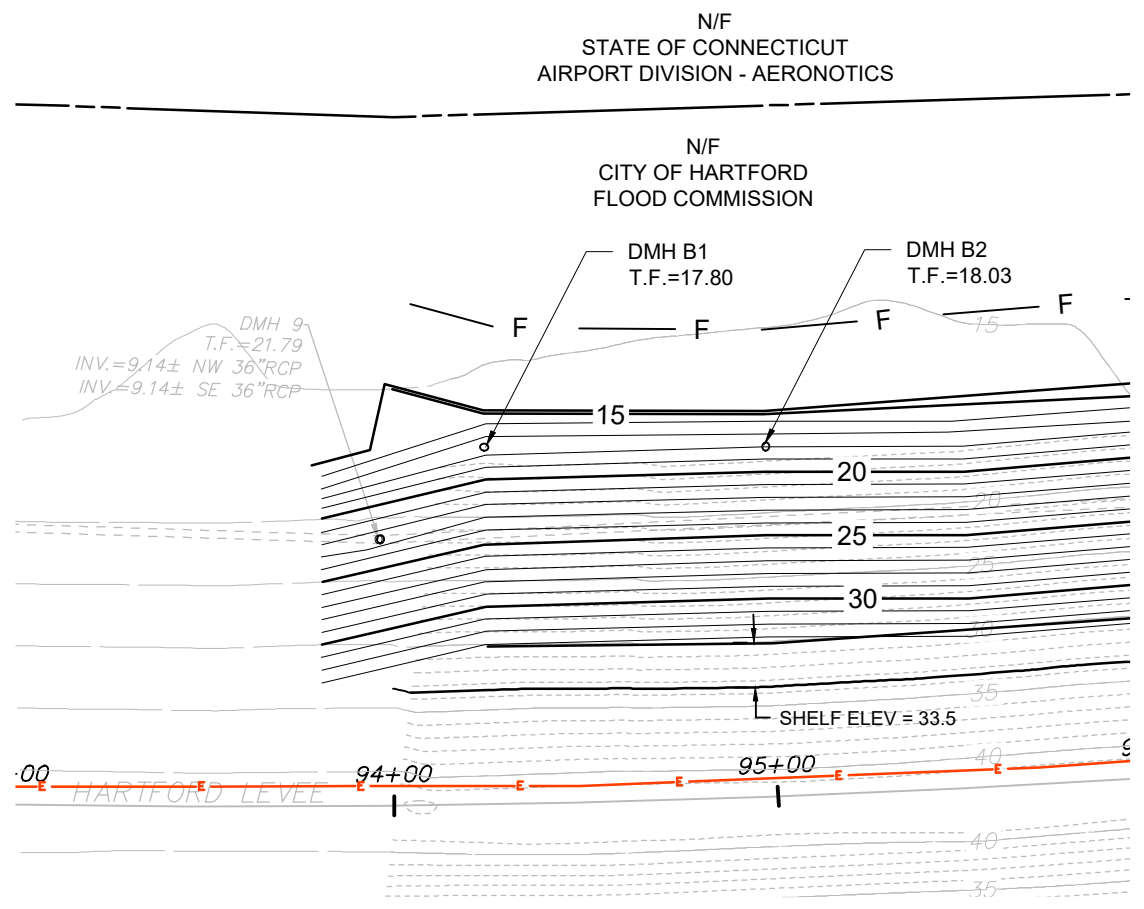 N/F
STATE OF CONNECTICUT
AIRPORT DIVISION - AERONOTICS
N/F
CITY OF HARTFORD
FLOOD COMMISSION
DMH B1
T.F.=17.80
DMH B2
T.F.=18.03
F
F
F
F
15
DMH 9
T.F.=21.79
INV.=9.14± NW 36"RCP
INV.=9.14± SE 36"RCP
15
20
20
25
25
30
30
35
SHELF ELEV = 33.5
40
00
94+00
95+00
9
E
E
E
E
E
E
E
HARTFORD LEVEE
40
35